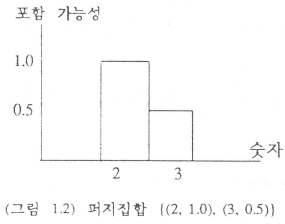 포함 가능성
1.0
0.5
숫자
2 3
(그림 1.2) 퍼지집합 {(2, 1.0), (3, 0.5)}